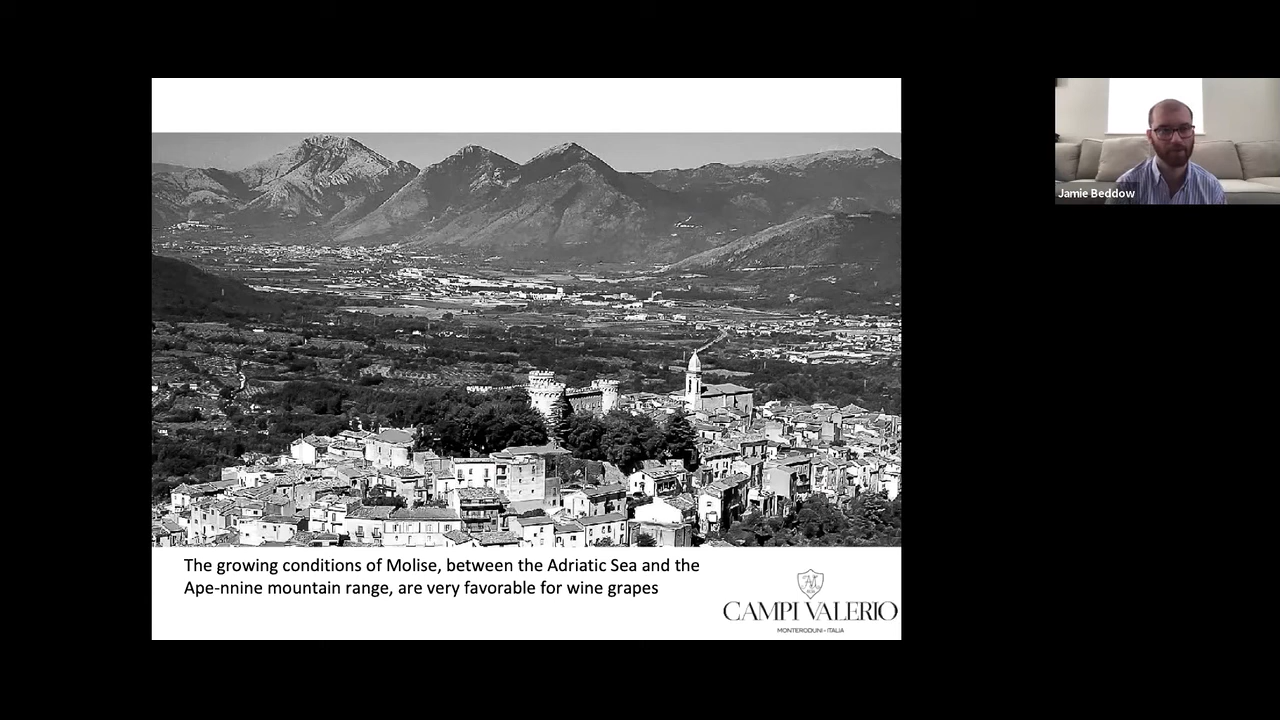 Jamie Beddow
The growing conditions of Molise, between the Adriatic Sea and the
Ape-nnine mountain range, are very favorable for wine grapes
CAMPI VALERIO
MONTERODUNI - ITALIA